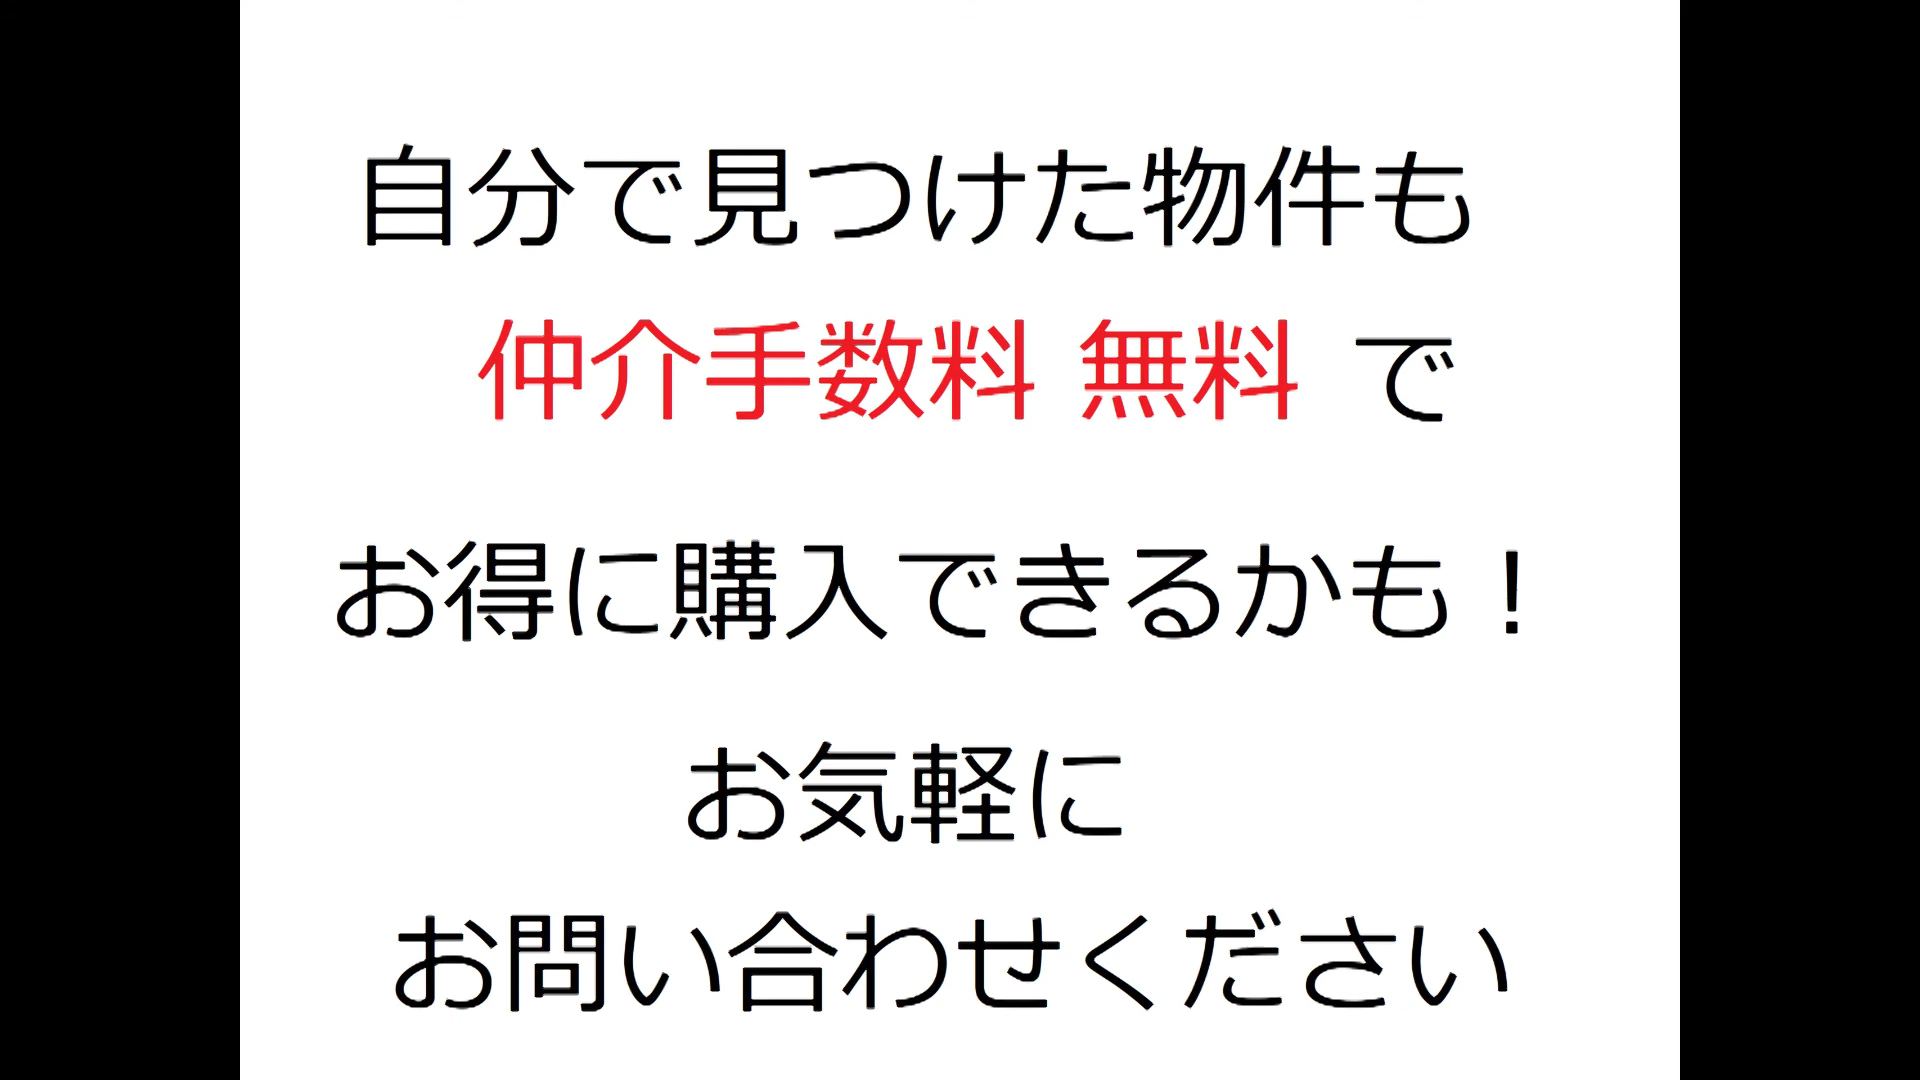 自分で見つけた物件も
仲介手数料 無料 で
お得に購入できるかも！
お気軽に
お問い合わせください